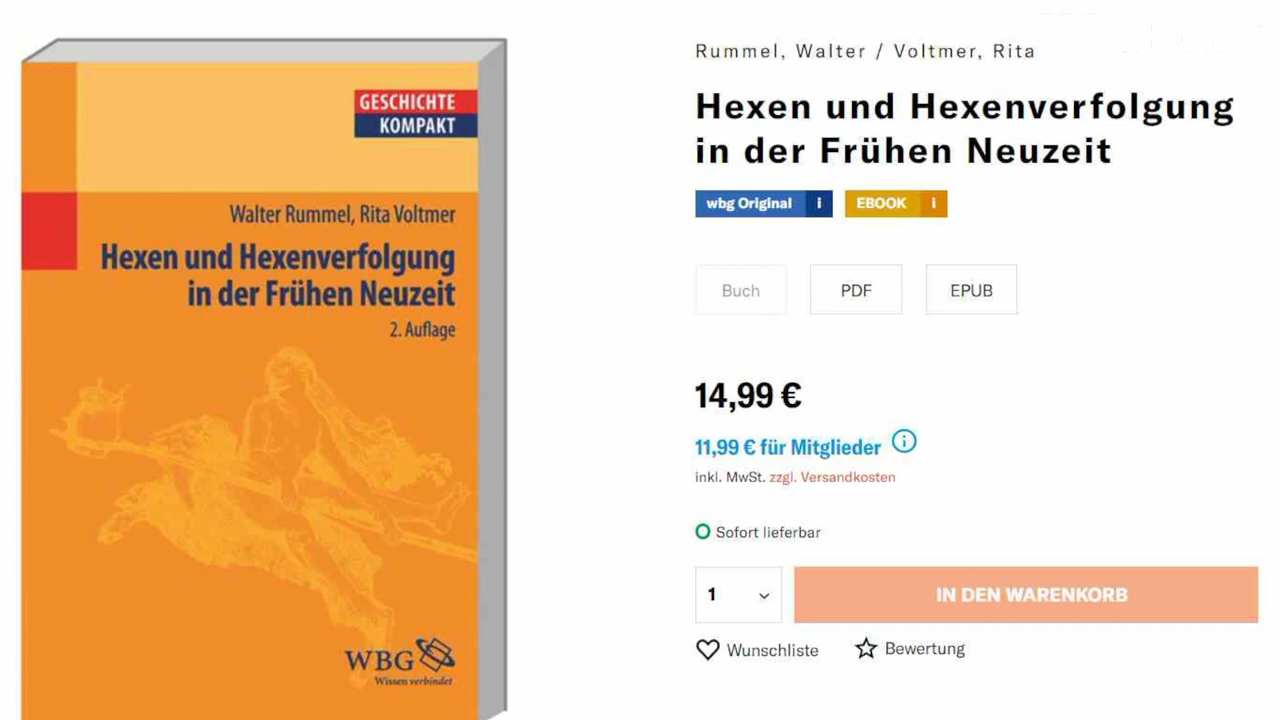 GESCHICHTE
KOMPAKT
Walter Rummel, Rita Voltmer
Hexen und Hexenverfolgung
in der Frühen Neuzeit
2. Auflage
WBG
Wissen verbindet
Rummel, Walter / Voltmer, Rita
Hexen und Hexenverfolgung
in der Frühen Neuzeit
wbg Original i EBOOK i
Buch PDF EPUB
14,99 €
11,99 € für Mitglieder i
inkl. MwSt. zzgl. Versandkosten
Sofort lieferbar
1 IN DEN WARENKORB
Wunschliste Bewertung